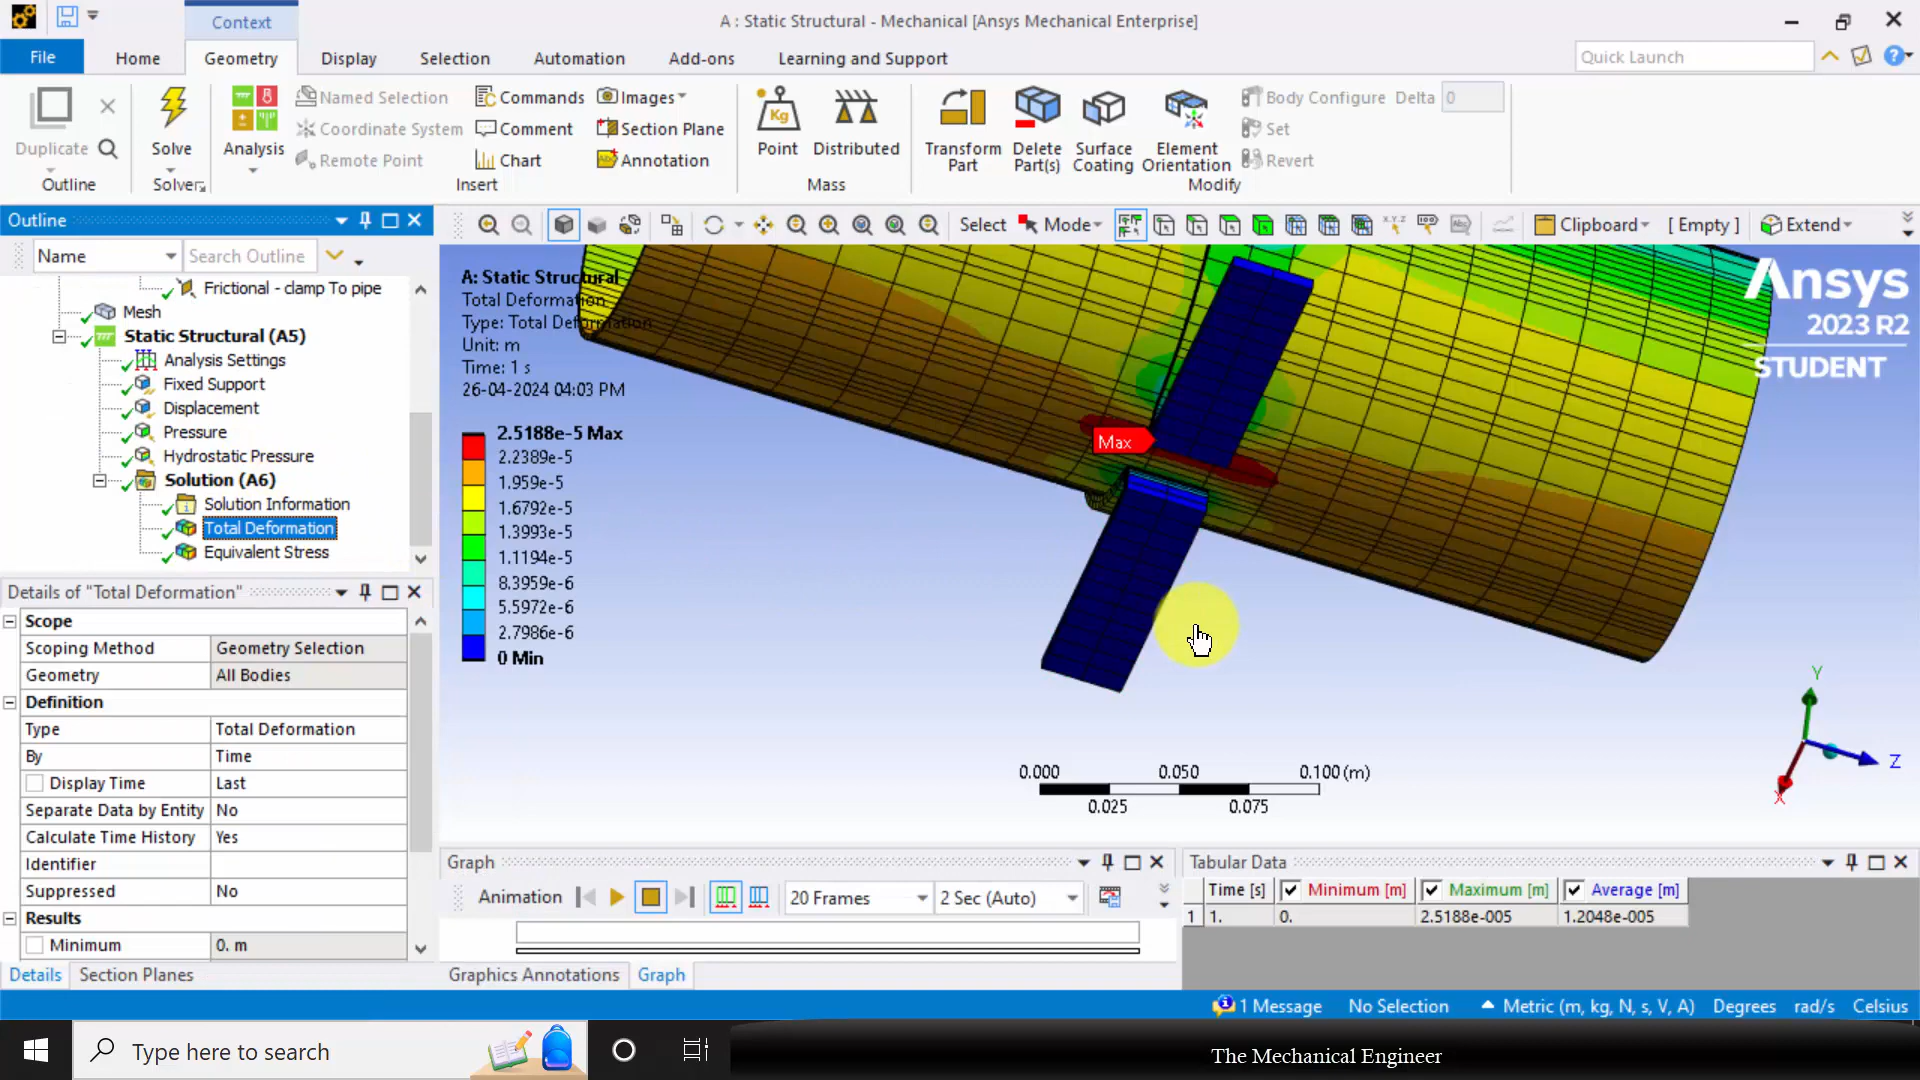 Context
A : Static Structural - Mechanical [Ansys Mechanical Enterprise]
File Home Geometry Display Selection Automation Add-ons Learning and Support
Quick Launch
Duplicate
Outline
Solve
Solver
Analysis
Named Selection
Coordinate System
Remote Point
Commands
Comment
Chart
Images
Section Plane
Annotation
Insert
Kg
Point
Distributed
Mass
Transform Part
Delete Part(s)
Surface Coating
Element Orientation
Body Configure Delta 0
Set
Revert
Modify
Outline
Name
Search Outline
Select Mode
Clipboard
[ Empty ]
Extend
Frictional - clamp To pipe
Mesh
Static Structural (A5)
Analysis Settings
Fixed Support
Displacement
Pressure
Hydrostatic Pressure
Solution (A6)
Solution Information
Total Deformation
Equivalent Stress
A: Static Structural
Total Deformation
Type: Total Deformation
Unit: m
Time: 1 s
26-04-2024 04:03 PM
2.5188e-5 Max
2.2389e-5
1.959e-5
1.6792e-5
1.3993e-5
1.1194e-5
8.3959e-6
5.5972e-6
2.7986e-6
0 Min
Max
Ansys
2023 R2
STUDENT
Y
Z
X
0.000 0.050 0.100 (m)
0.025 0.075
Details of "Total Deformation"
Scope
Scoping Method Geometry Selection
Geometry All Bodies
Definition
Type Total Deformation
By Time
Display Time Last
Separate Data by Entity No
Calculate Time History Yes
Identifier
Suppressed No
Results
Minimum 0. m
Details Section Planes
Graph
Animation
20 Frames
2 Sec (Auto)
Graphics Annotations Graph
Tabular Data
Time [s] Minimum [m] Maximum [m] Average [m]
1 1. 0. 2.5188e-005 1.2048e-005
1 Message No Selection Metric (m, kg, N, s, V, A) Degrees rad/s Celsius
Type here to search
The Mechanical Engineer